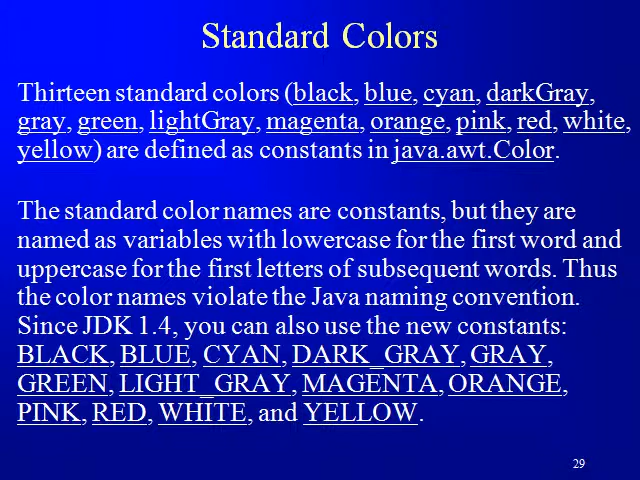 Standard Colors
Thirteen standard colors (black, blue, cyan, darkGray,
gray, green, lightGray, magenta, orange, pink, red, white,
yellow) are defined as constants in java.awt.Color.
The standard color names are constants, but they are
named as variables with lowercase for the first word and
uppercase for the first letters of subsequent words. Thus
the color names violate the Java naming convention.
Since JDK 1.4, you can also use the new constants:
BLACK, BLUE, CYAN, DARK_GRAY, GRAY,
GREEN, LIGHT_GRAY, MAGENTA, ORANGE,
PINK, RED, WHITE, and YELLOW.
29